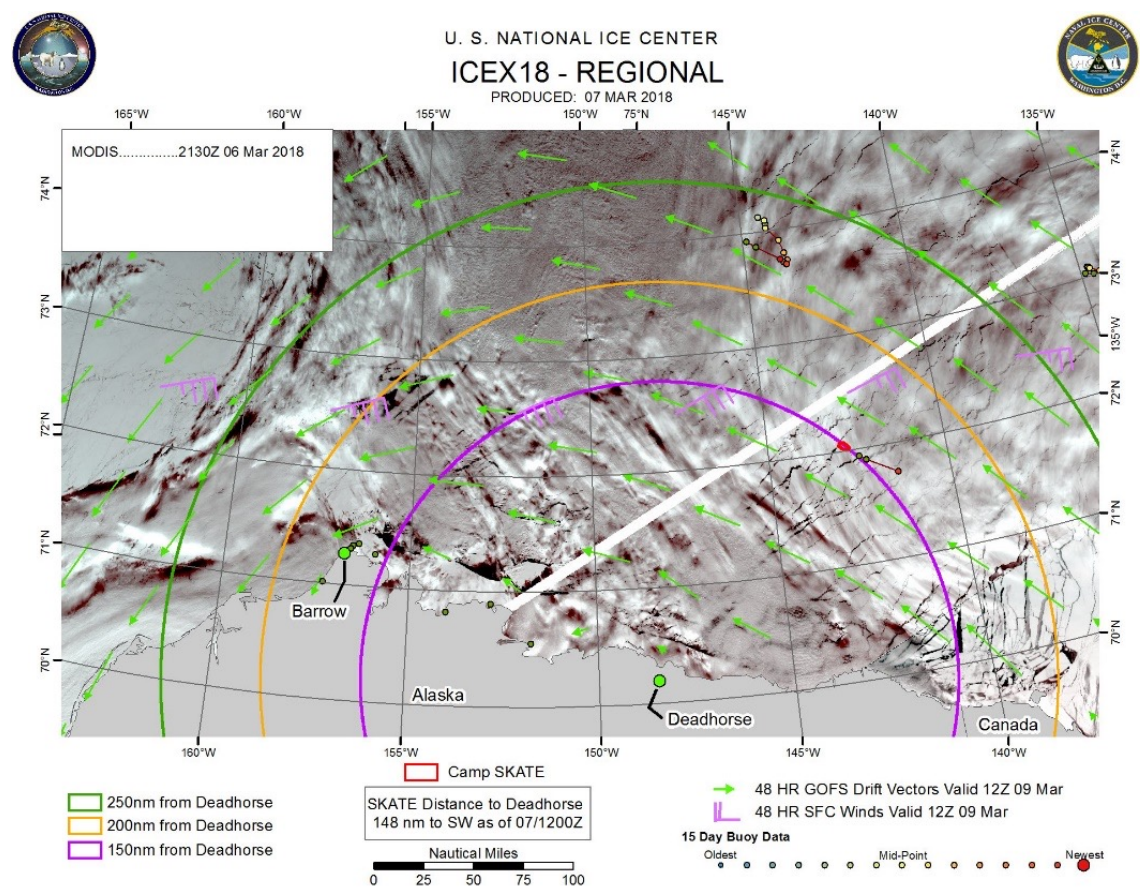 U. S. NATIONAL ICE CENTER
ICEX18 - REGIONAL
PRODUCED: 07 MAR 2018
165°W 160°W 155°W 150°W 75°N 145°W 140°W 135°W
MODIS...............2130Z 06 Mar 2018
74°N 74°N
73°N 73°N
135°W
72°N 72°N
71°N 71°N
70°N 70°N
Barrow
Alaska
Deadhorse
Canada
160°W 155°W 150°W 145°W 140°W
Camp SKATE
250nm from Deadhorse
200nm from Deadhorse
150nm from Deadhorse
SKATE Distance to Deadhorse
148 nm to SW as of 07/1200Z
Nautical Miles
0 25 50 75 100
48 HR GOFS Drift Vectors Valid 12Z 09 Mar
48 HR SFC Winds Valid 12Z 09 Mar
15 Day Buoy Data
Oldest Mid-Point Newest
NAVAL ICE CENTER
WASHINGTON D.C.